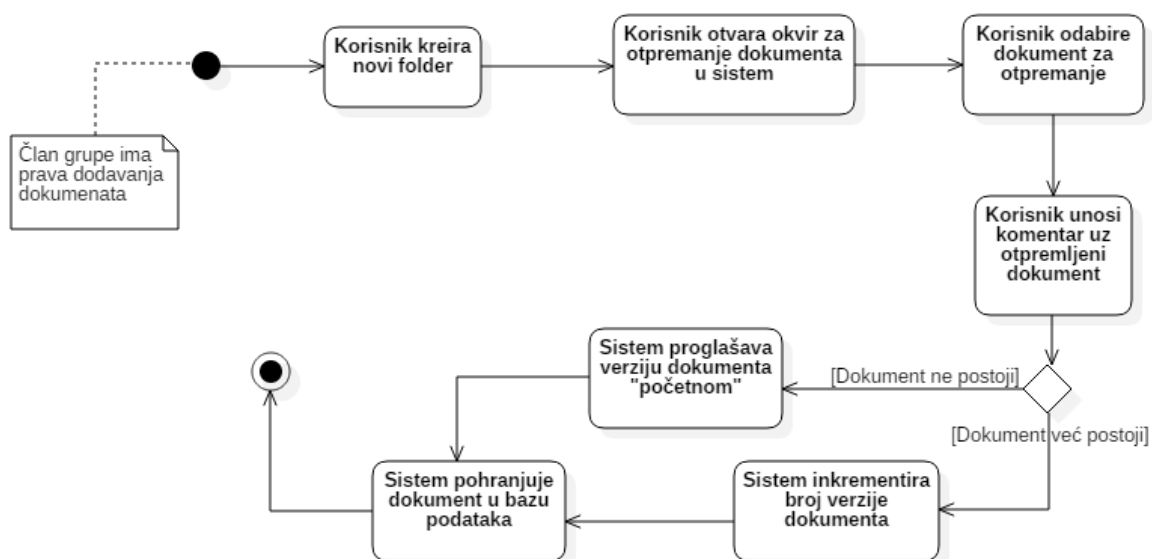 Korisnik kreira
novi folder
Korisnik otvara okvir za
otpremanje dokumenta
u sistem
Korisnik odabire
dokument za
otpremanje
Član grupe ima
prava dodavanja
dokumenata
Korisnik unosi
komentar uz
otpremljeni
dokument
Sistem proglašava
verziju dokumenta
"početnom"
[Dokument ne postoji]
[Dokument već postoji]
Sistem inkrementira
broj verzije
dokumenta
Sistem pohranjuje
dokument u bazu
podataka